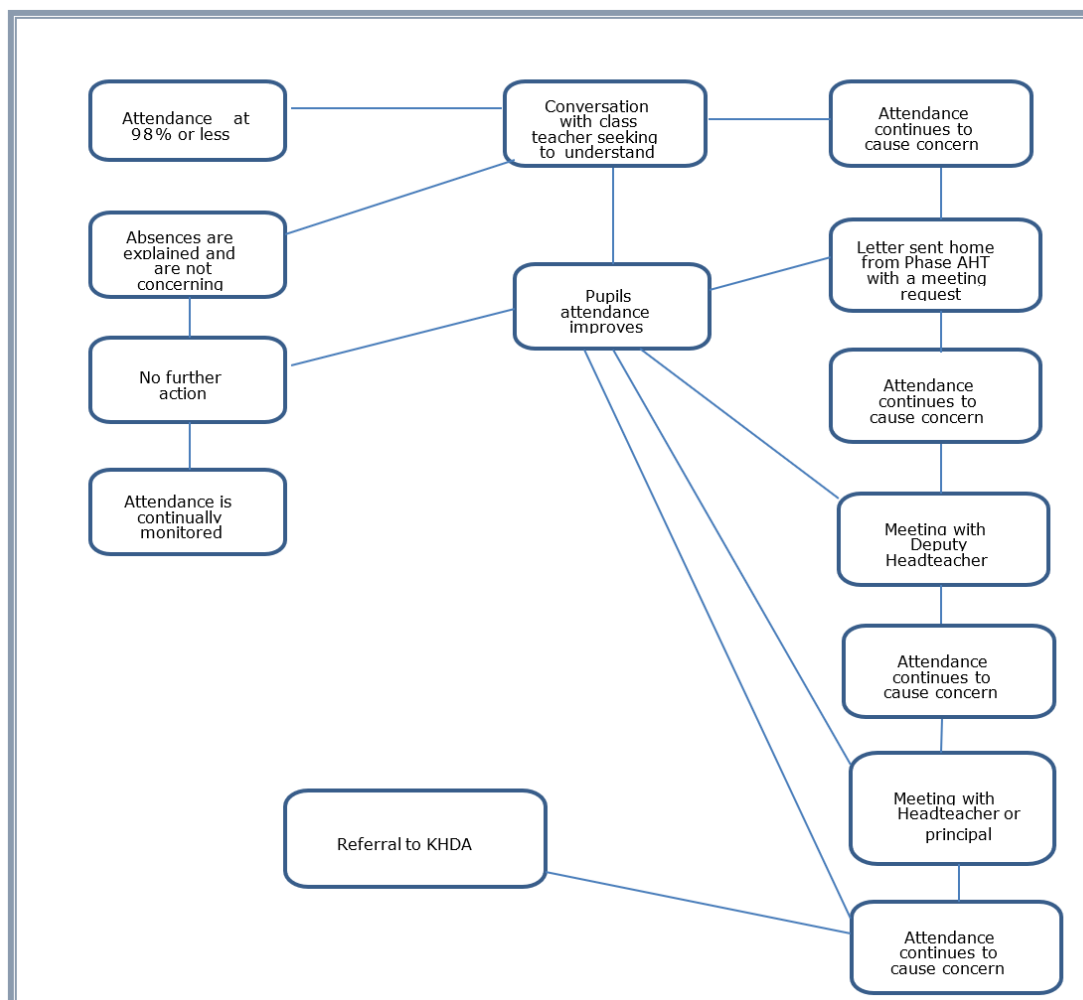 Attendance at
98% or less
Conversation
with class
teacher seeking
to understand
Attendance
continues to
cause concern
Absences are
explained and
are not
concerning
Letter sent home
from Phase AHT
with a meeting
request
Pupils
attendance
improves
No further
action
Attendance
continues to
cause concern
Attendance is
continually
monitored
Meeting with
Deputy
Headteacher
Attendance
continues to
cause concern
Meeting with
Headteacher or
principal
Referral to KHDA
Attendance
continues to
cause concern